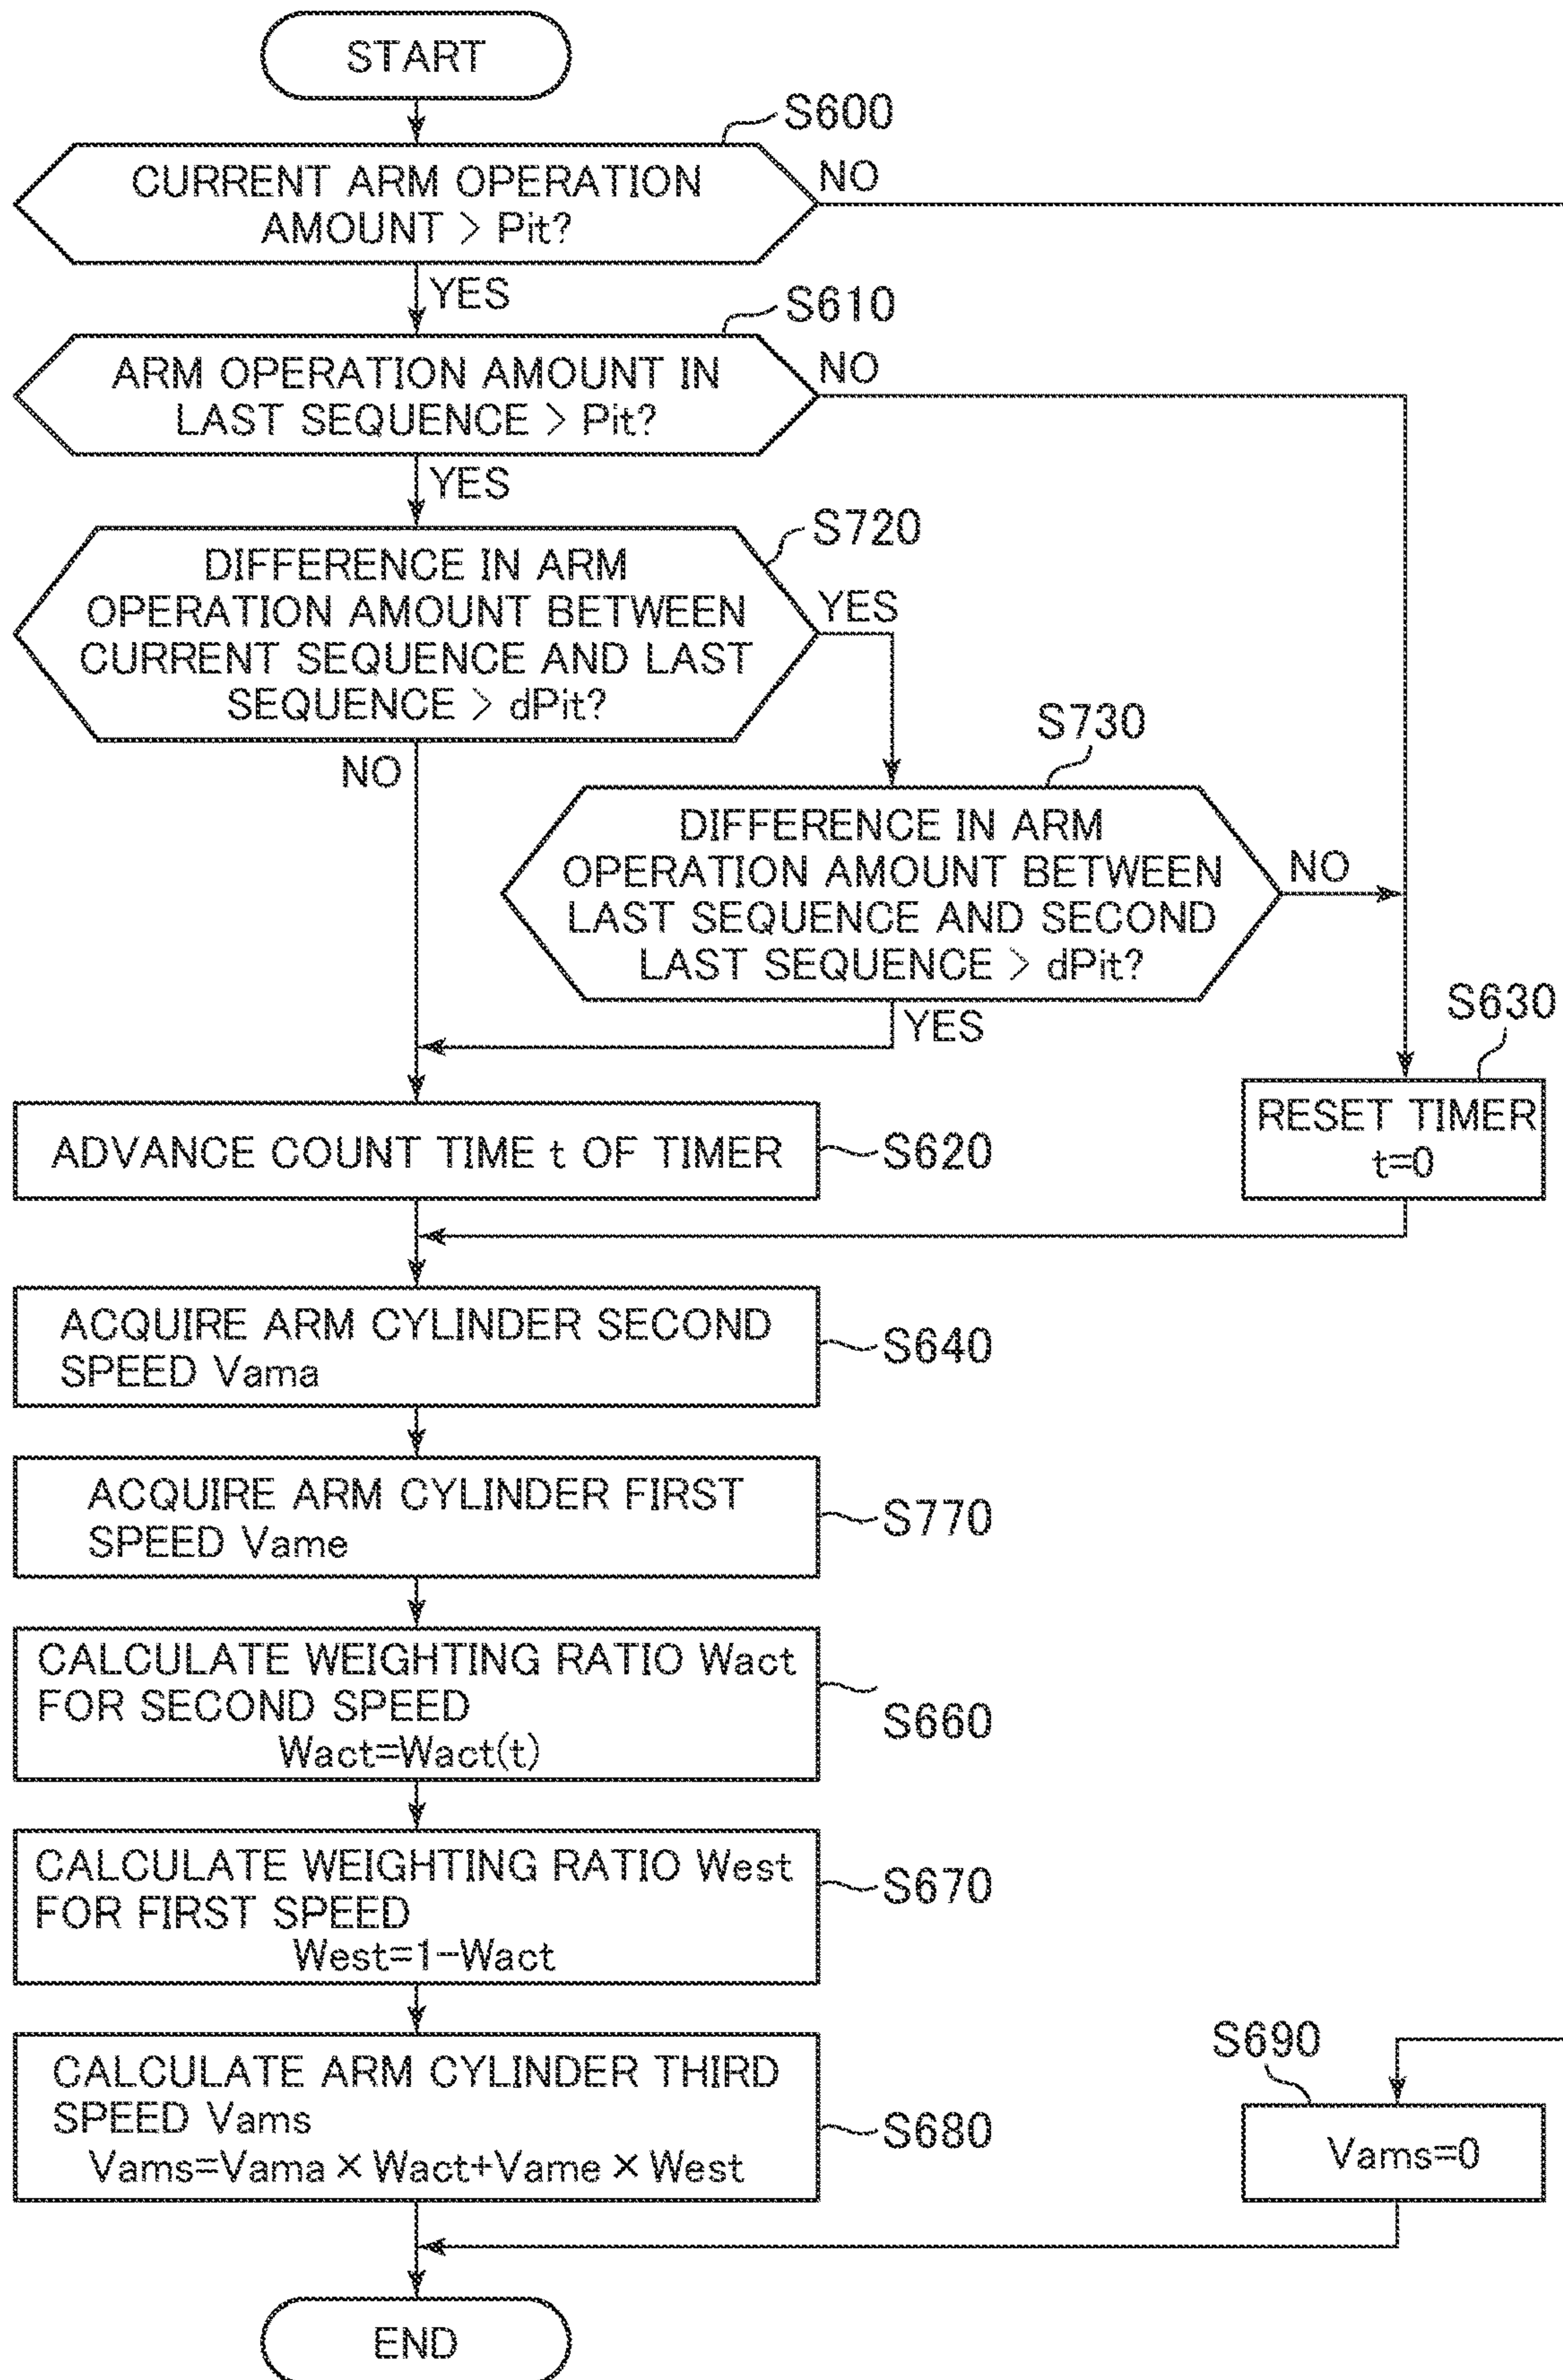 START
S600
CURRENT ARM OPERATION
AMOUNT > Pit?
NO
YES
S610
ARM OPERATION AMOUNT IN
LAST SEQUENCE > Pit?
NO
YES
S720
DIFFERENCE IN ARM
OPERATION AMOUNT BETWEEN
CURRENT SEQUENCE AND LAST
SEQUENCE > dPit?
YES
NO
S730
DIFFERENCE IN ARM
OPERATION AMOUNT BETWEEN
LAST SEQUENCE AND SECOND
LAST SEQUENCE > dPit?
NO
YES
S630
RESET TIMER
t=0
ADVANCE COUNT TIME t OF TIMER
S620
ACQUIRE ARM CYLINDER SECOND
SPEED Vama
S640
ACQUIRE ARM CYLINDER FIRST
SPEED Vame
S770
CALCULATE WEIGHTING RATIO Wact
FOR SECOND SPEED
Wact=Wact(t)
S660
CALCULATE WEIGHTING RATIO West
FOR FIRST SPEED
West=1-Wact
S670
CALCULATE ARM CYLINDER THIRD
SPEED Vams
Vams=Vama × Wact+Vame × West
S680
S690
Vams=0
END